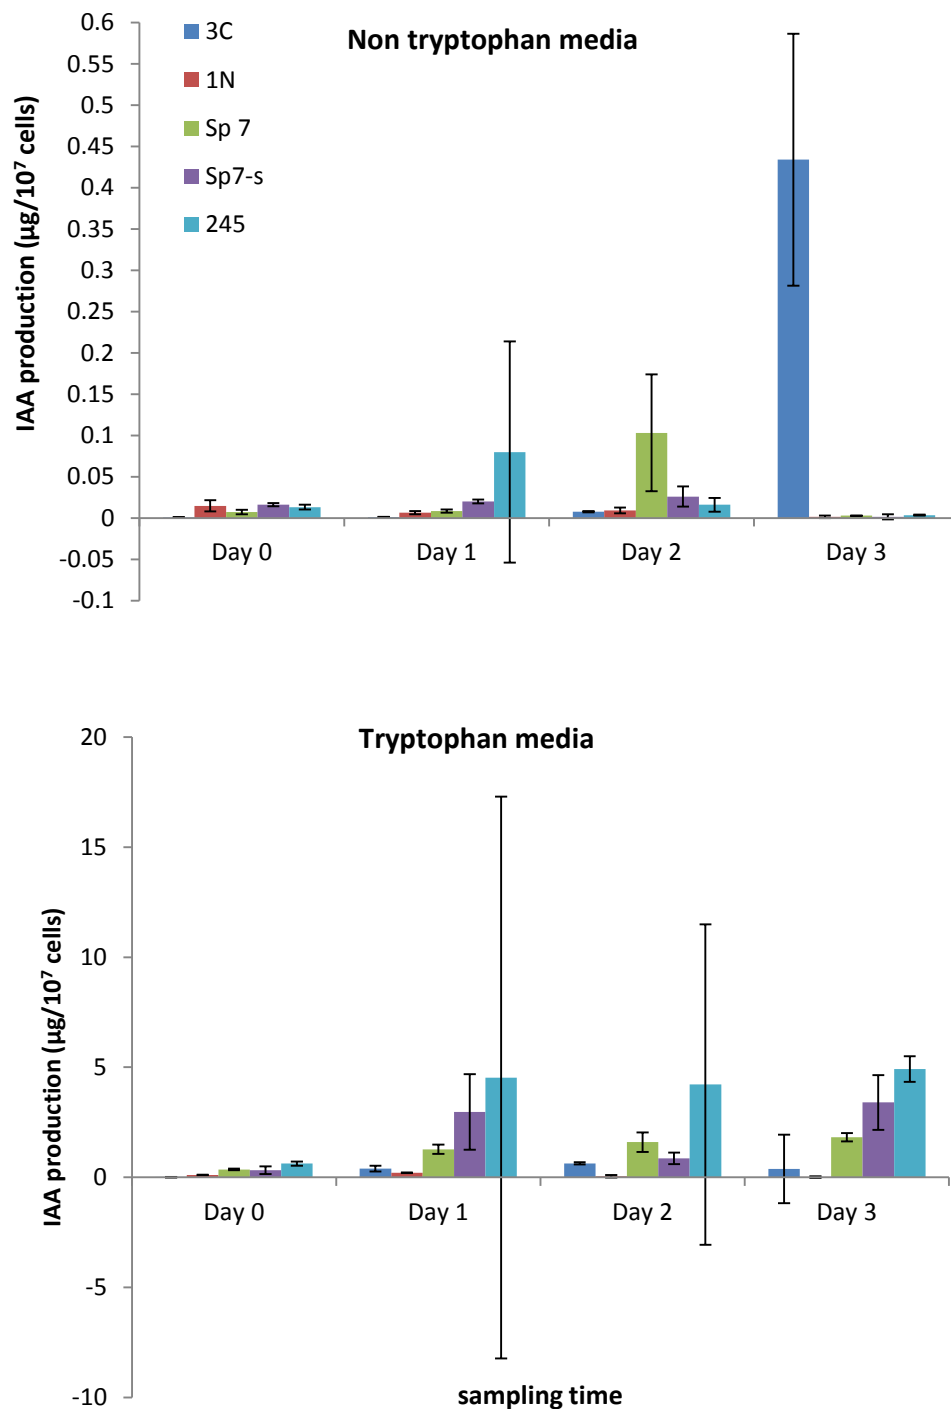 Non tryptophan media
3C
1N
Sp 7
Sp7-s
245
IAA production (µg/10⁷ cells)
0.6
0.55
0.5
0.45
0.4
0.35
0.3
0.25
0.2
0.15
0.1
0.05
0
-0.05
-0.1
Day 0 Day 1 Day 2 Day 3
Tryptophan media
IAA production (µg/10⁷ cells)
20
15
10
5
0
-5
-10
Day 0 Day 1 Day 2 Day 3
sampling time